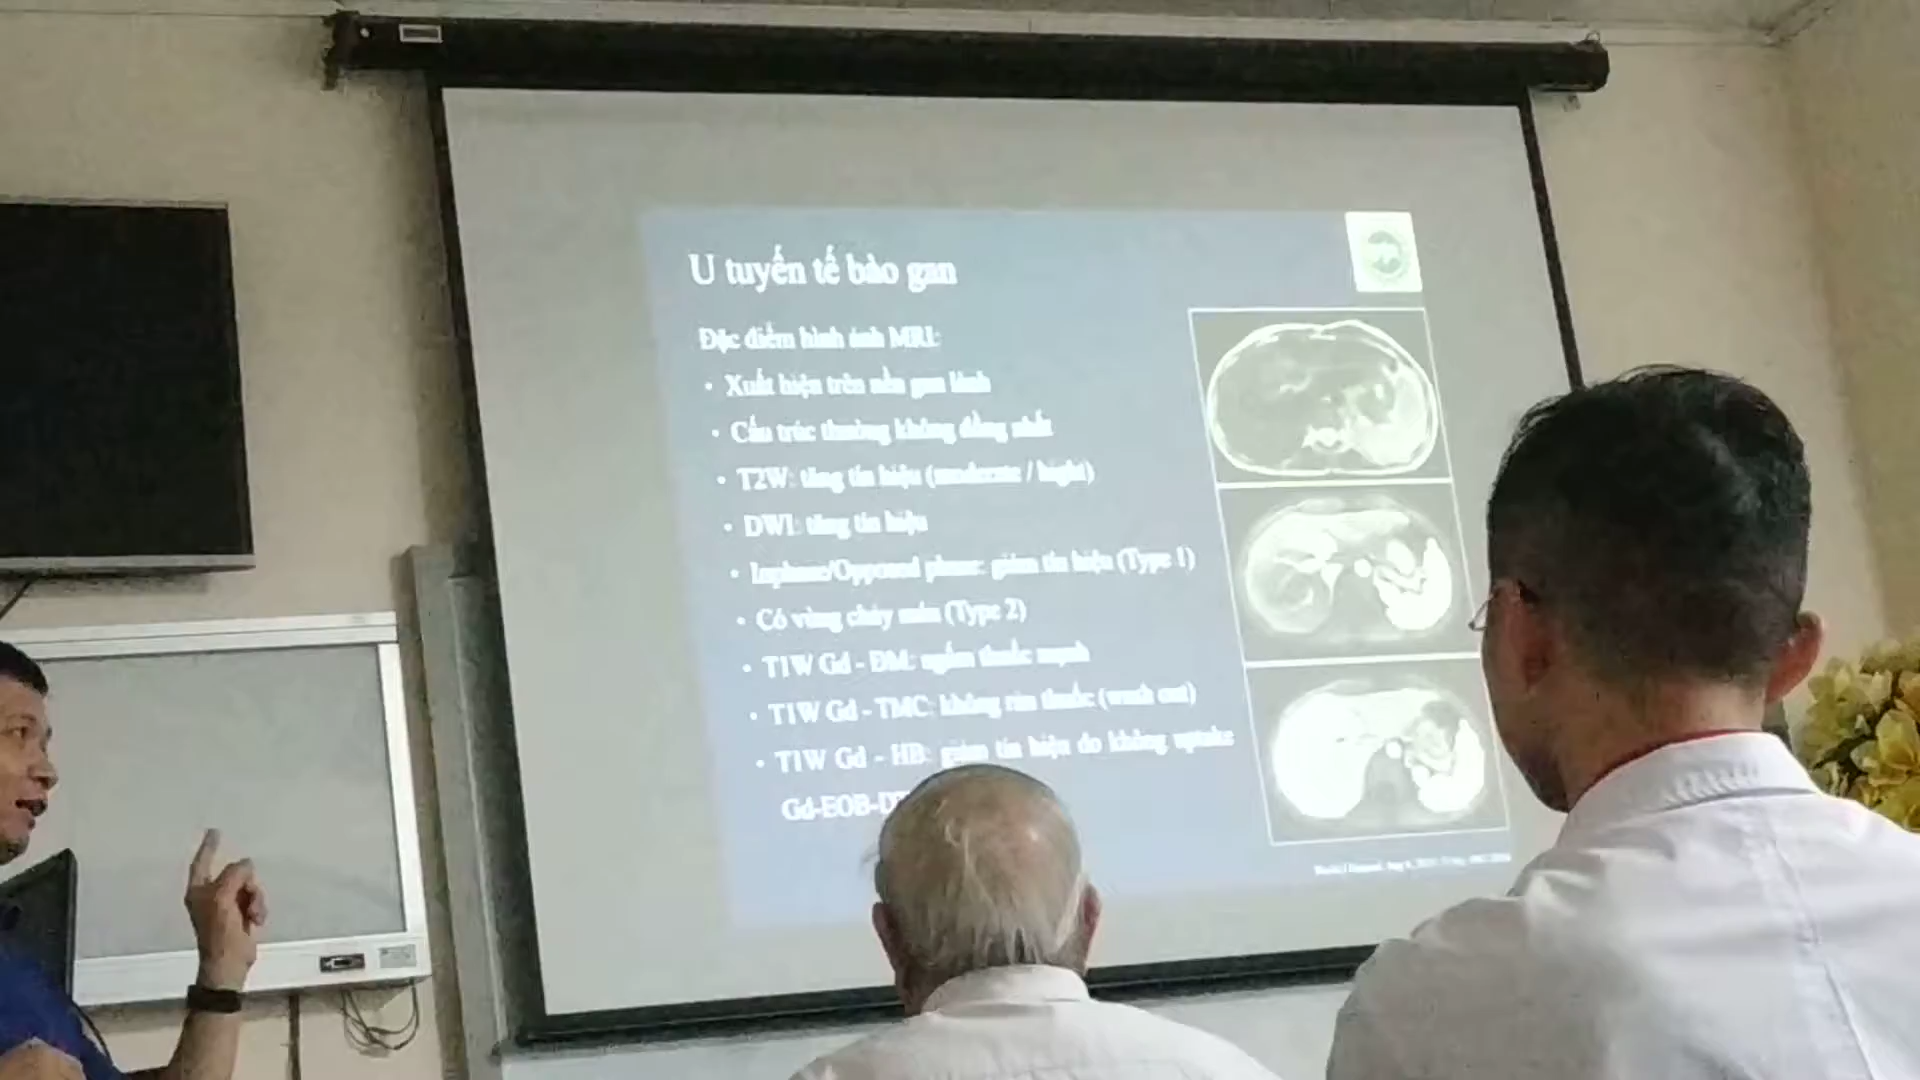 U tuyến tế bào gan
Đặc điểm hình ảnh MRI:
• Xuất hiện trên nền gan lành
• Cấu trúc thường không đồng nhất
• T2W: tăng tín hiệu (moderate / hight)
• DWI: tăng tín hiệu
• Inphase/Opposed phase: giảm tín hiệu (Type 1)
• Có vùng chảy máu (Type 2)
• T1W Gd - ĐM: ngấm thuốc mạnh
• T1W Gd - TMC: không rửa thuốc (wash out)
• T1W Gd - HB: giảm tín hiệu do không uptake
Gd-EOB-